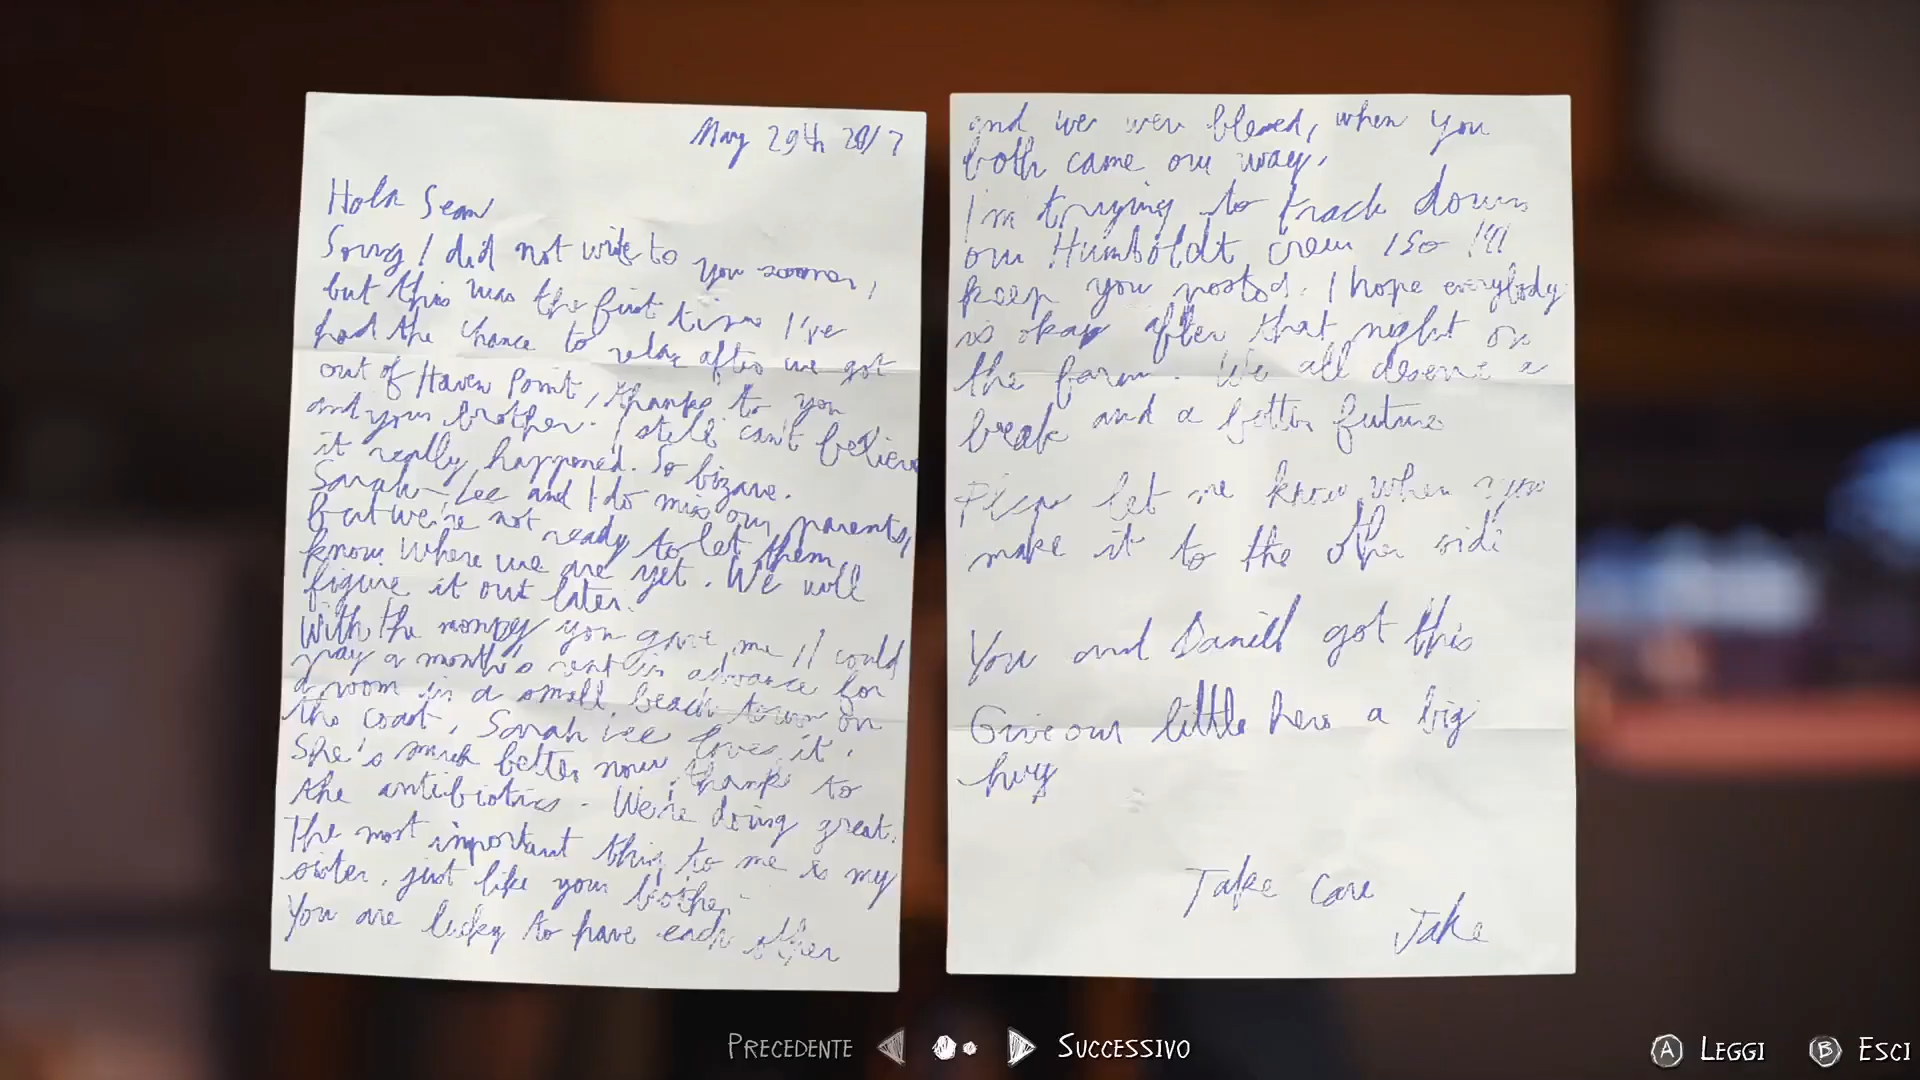 May 29th 2017
Hola Sean
Sorry I did not write to you sooner,
but this was the first time I've
had the chance to relax after we got
out of Haven Point, thanks to you
and your brother. I still can't believe
it really happened. So bizare.
Sarah-Lee and I do miss our parents,
but we're not ready to let them
know where we are yet. We will
figure it out later.
With the money you gave me, I could
pay a month's rent in advance for
a room in a small beach town on
the coast, Sarah Lee loves it.
She's much better now, thanks to
the antibiotics. We're doing great.
The most important thing to me is my
sister, just like your brother.
You are lucky to have each other
and we were blessed, when you
both came our way.
I'm trying to track down
our Humboldt crew, so I'll
keep you posted. I hope everybody
is okay after that night on
the farm. We all deserve a
break and a better future
Please let me know when you
make it to the other side
You and Daniel got this
Give our little hero a big
hug
Take Care
Jake
PRECEDENTE
SUCCESSIVO
A LEGGI
B ESCI